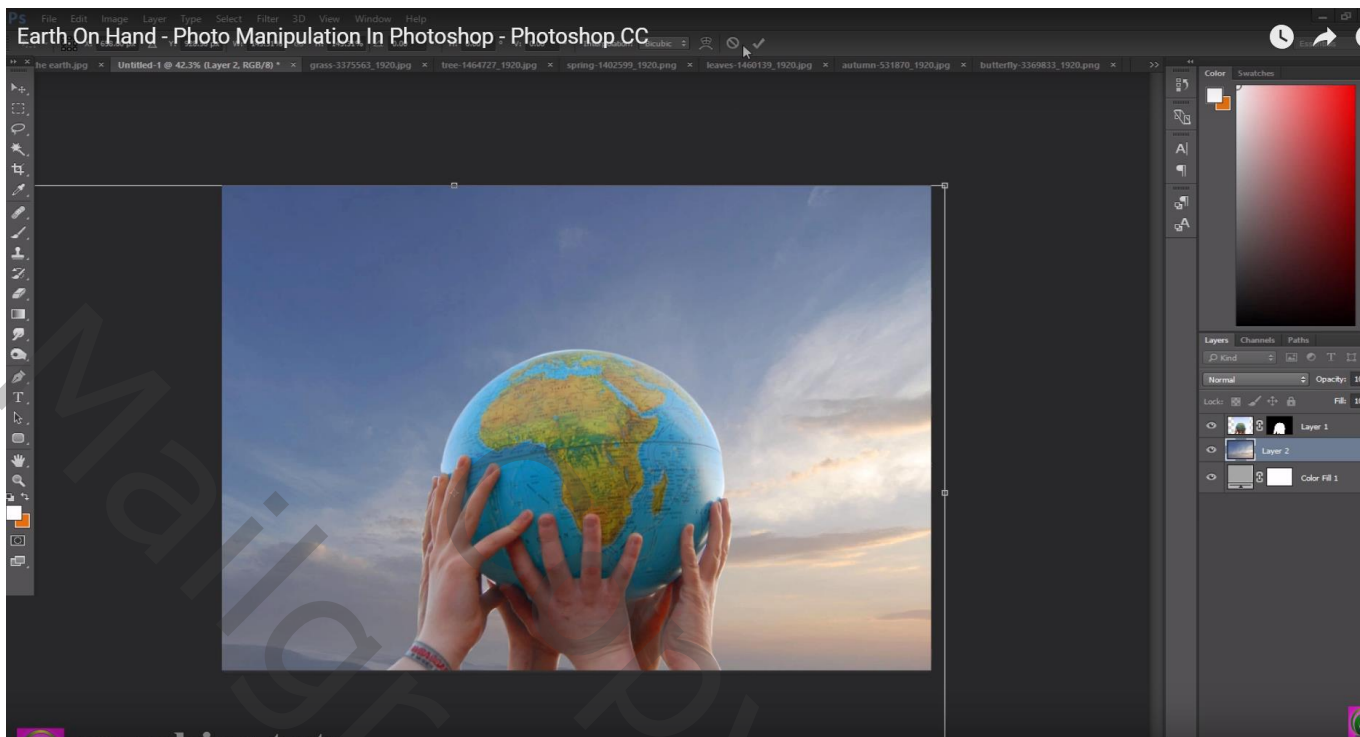 Ps File Edit Image Layer Type Select Filter 3D View Window Help
Earth On Hand - Photo Manipulation In Photoshop - Photoshop CC
Bicubic
he earth.jpg × Untitled-1 @ 42.3% (Layer 2, RGB/8) * × grass-3375563_1920.jpg × tree-1464727_1920.jpg × spring-1402599_1920.png × leaves-1460139_1920.jpg × autumn-531870_1920.jpg × butterfly-3369833_1920.png ×
Color Swatches
Layers Channels Paths
Kind
Normal Opacity:
Lock: Fill:
Layer 1
Layer 2
Color Fill 1